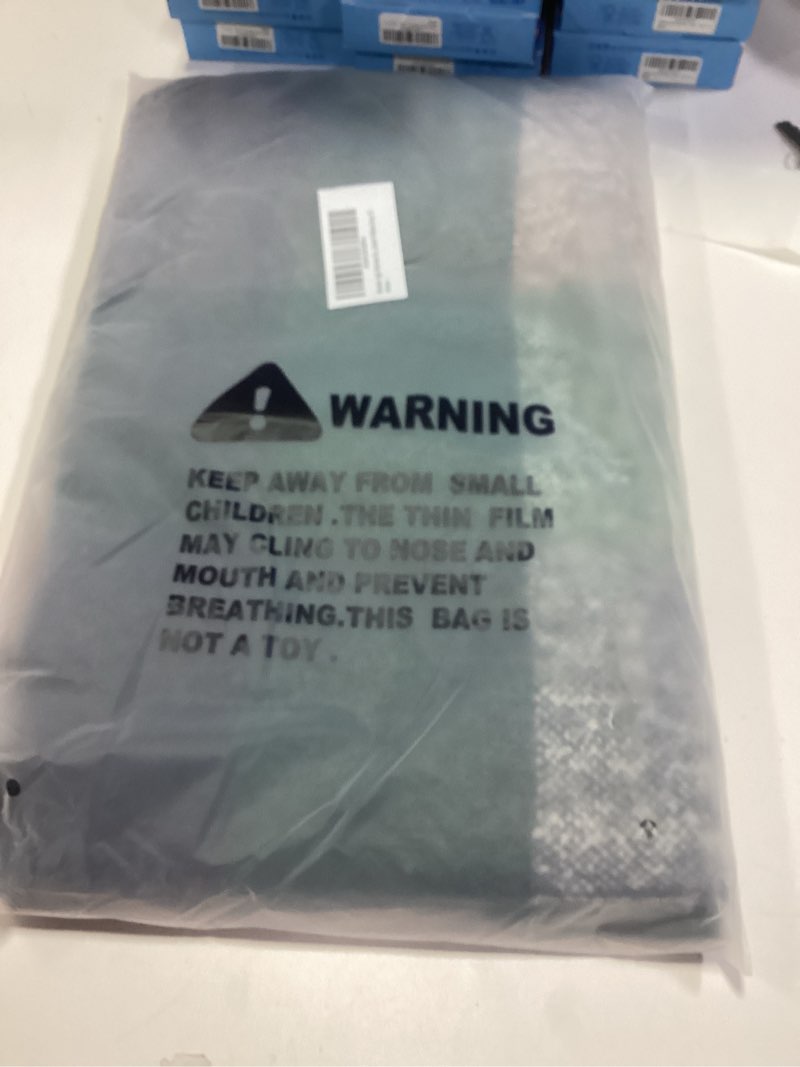 WARNING
KEEP AWAY FROM SMALL
CHILDREN .THE THIN FILM
MAY CLING TO NOSE AND
MOUTH AND PREVENT
BREATHING.THIS BAG IS
NOT A TOY .